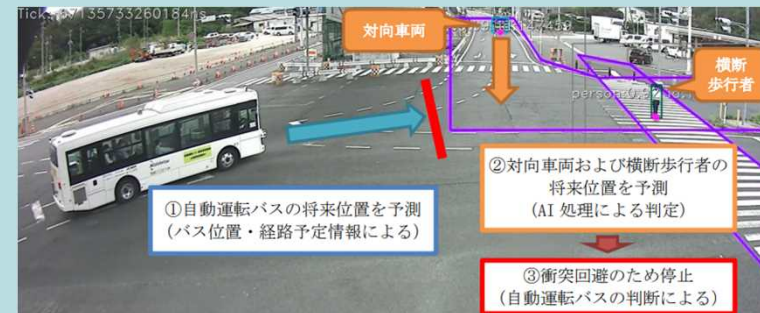 対向車両
横断
歩行者
①自動運転バスの将来位置を予測
(バス位置・経路予定情報による)
②対向車両および横断歩行者の
将来位置を予測
(AI 処理による判定)
③衝突回避のため停止
(自動運転バスの判断による)